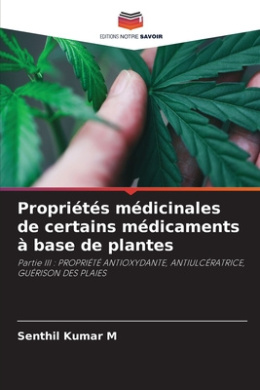 EDITIONS NOTRE SAVOIR
Propriétés médicinales
de certains médicaments
à base de plantes
Partie III : PROPRIÉTÉ ANTIOXYDANTE, ANTIULCÉRATRICE,
GUÉRISON DES PLAIES
Senthil Kumar M